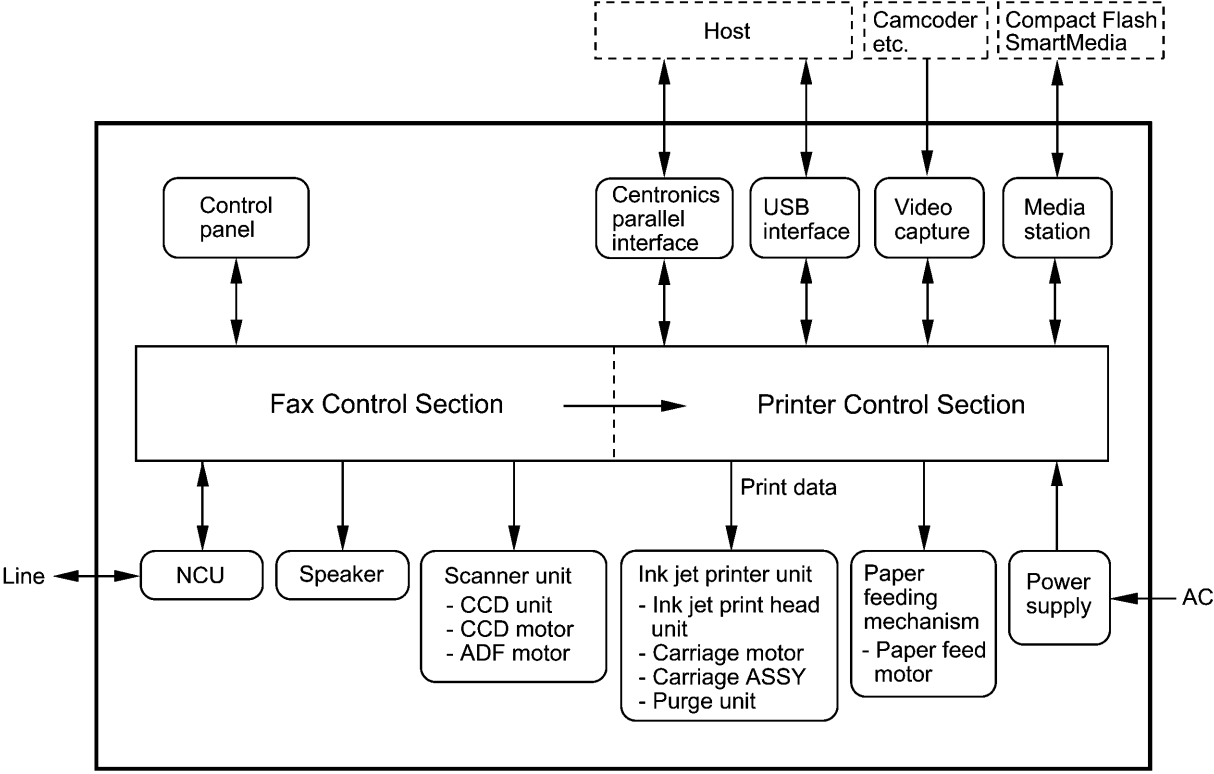 Host
Camcoder
etc.
Compact Flash
SmartMedia
Control
panel
Centronics
parallel
interface
USB
interface
Video
capture
Media
station
Fax Control Section
Printer Control Section
Print data
Line
NCU
Speaker
Scanner unit
- CCD unit
- CCD motor
- ADF motor
Ink jet printer unit
- Ink jet print head
unit
- Carriage motor
- Carriage ASSY
- Purge unit
Paper
feeding
mechanism
- Paper feed
motor
Power
supply
AC